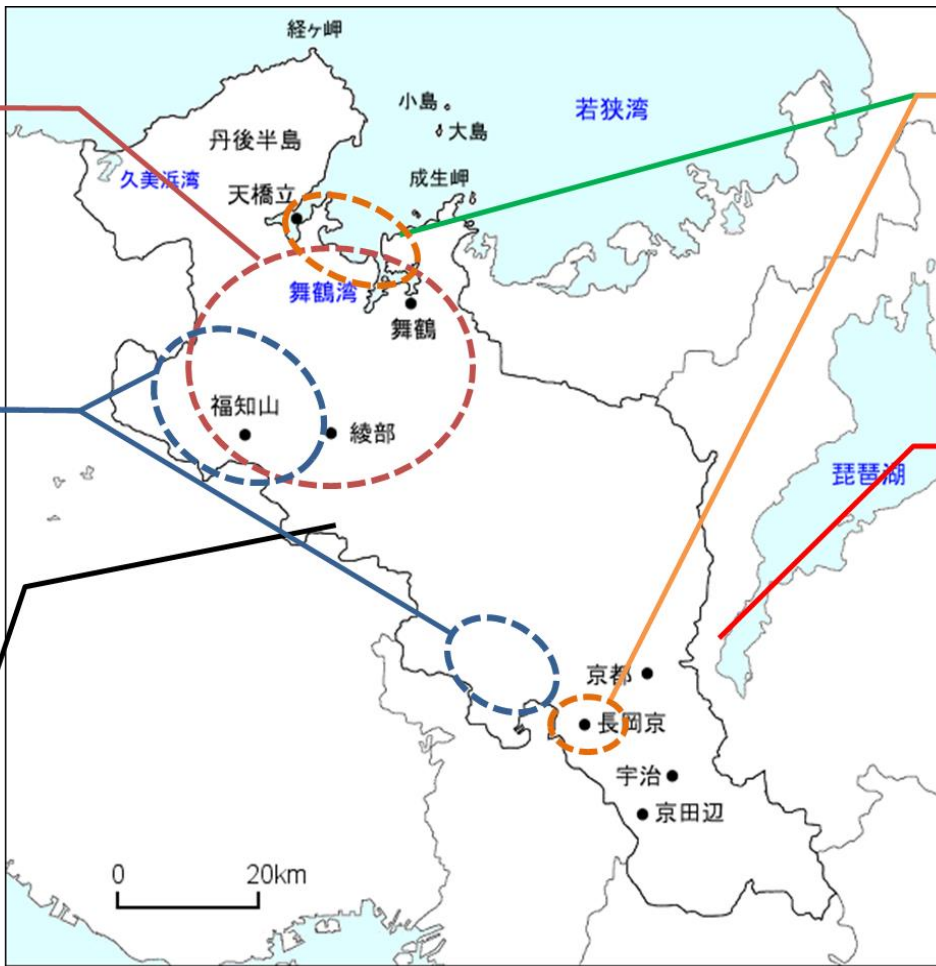 経ヶ岬
小島
若狭湾
大島
丹後半島
久美浜湾
成生岬
天橋立
舞鶴湾
舞鶴
福知山
綾部
琵琶湖
京都
長岡京
宇治
京田辺
0 20km